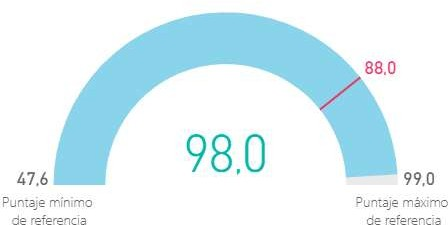 88,0
98,0
47,6
Puntaje mínimo
de referencia
99,0
Puntaje máximo
de referencia